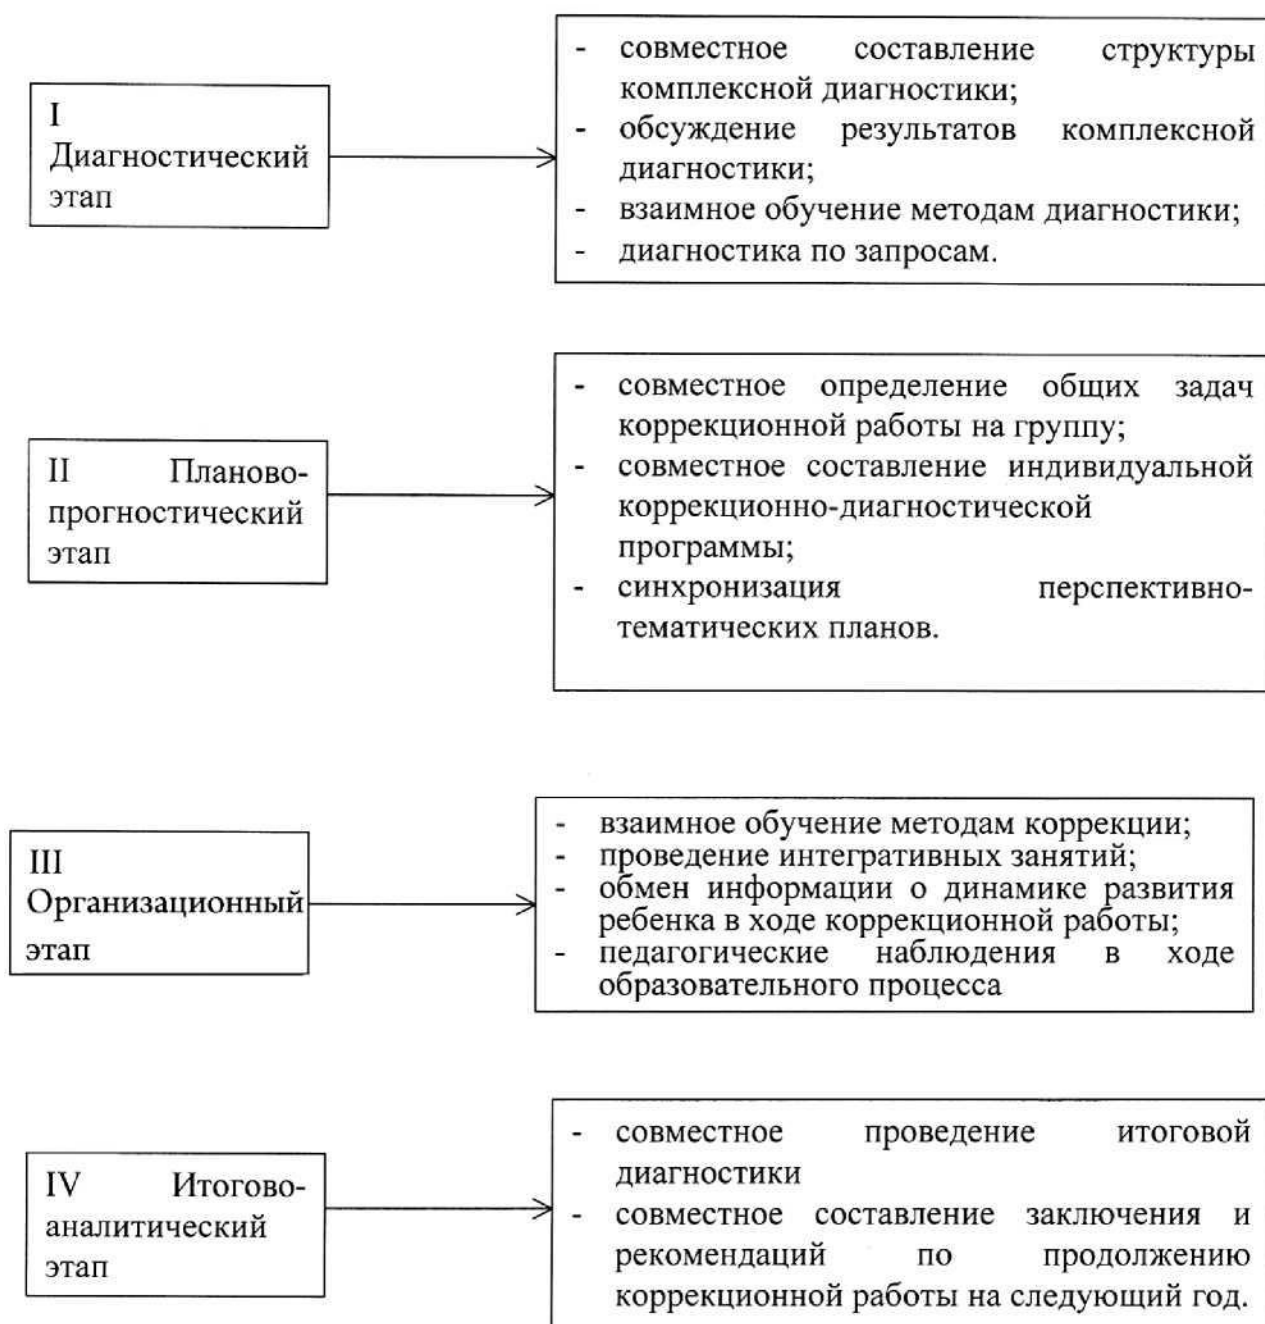 I
Диагностический
этап
- совместное составление структуры
комплексной диагностики;
- обсуждение результатов комплексной
диагностики;
- взаимное обучение методам диагностики;
- диагностика по запросам.
II Планово-
прогностический
этап
- совместное определение общих задач
коррекционной работы на группу;
- совместное составление индивидуальной
коррекционно-диагностической
программы;
- синхронизация перспективно-
тематических планов.
III
Организационный
этап
- взаимное обучение методам коррекции;
- проведение интегративных занятий;
- обмен информации о динамике развития
ребенка в ходе коррекционной работы;
- педагогические наблюдения в ходе
образовательного процесса
IV Итогово-
аналитический
этап
- совместное проведение итоговой
диагностики
- совместное составление заключения и
рекомендаций по продолжению
коррекционной работы на следующий год.